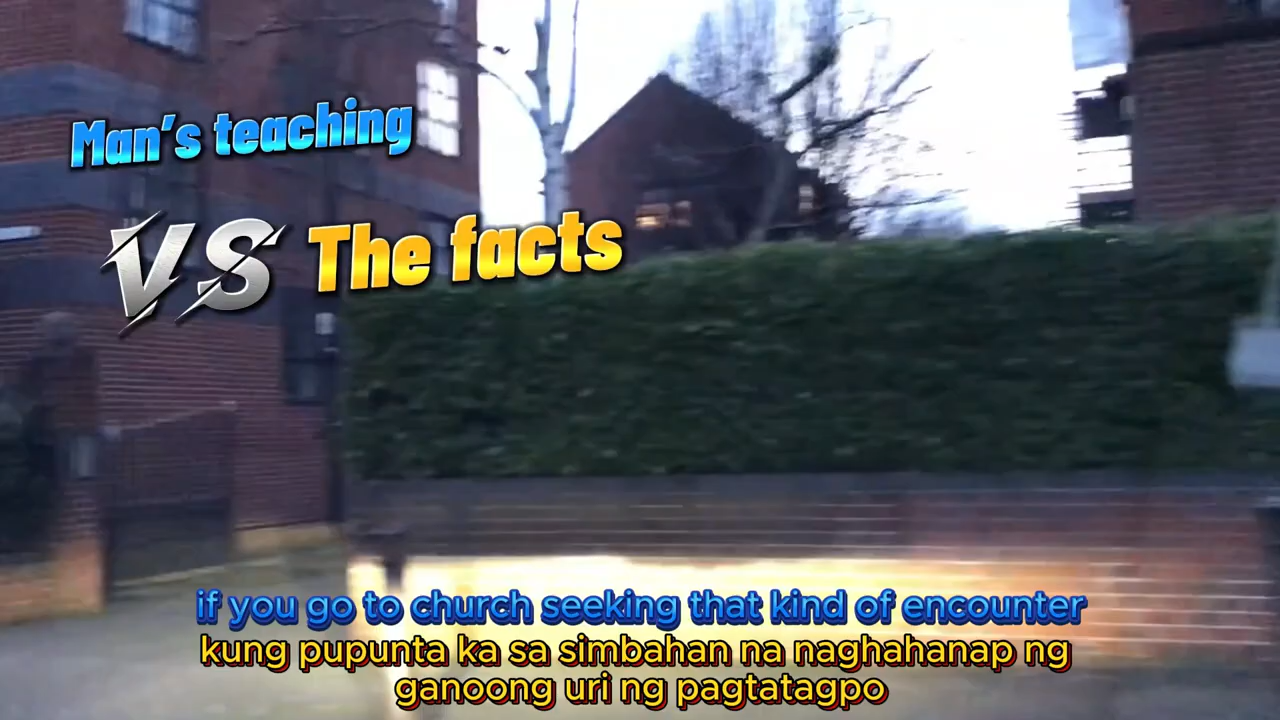 Man's teaching
VS The facts
if you go to church seeking that kind of encounter
kung pupunta ka sa simbahan na naghahanap ng
ganoong uri ng pagtatagpo